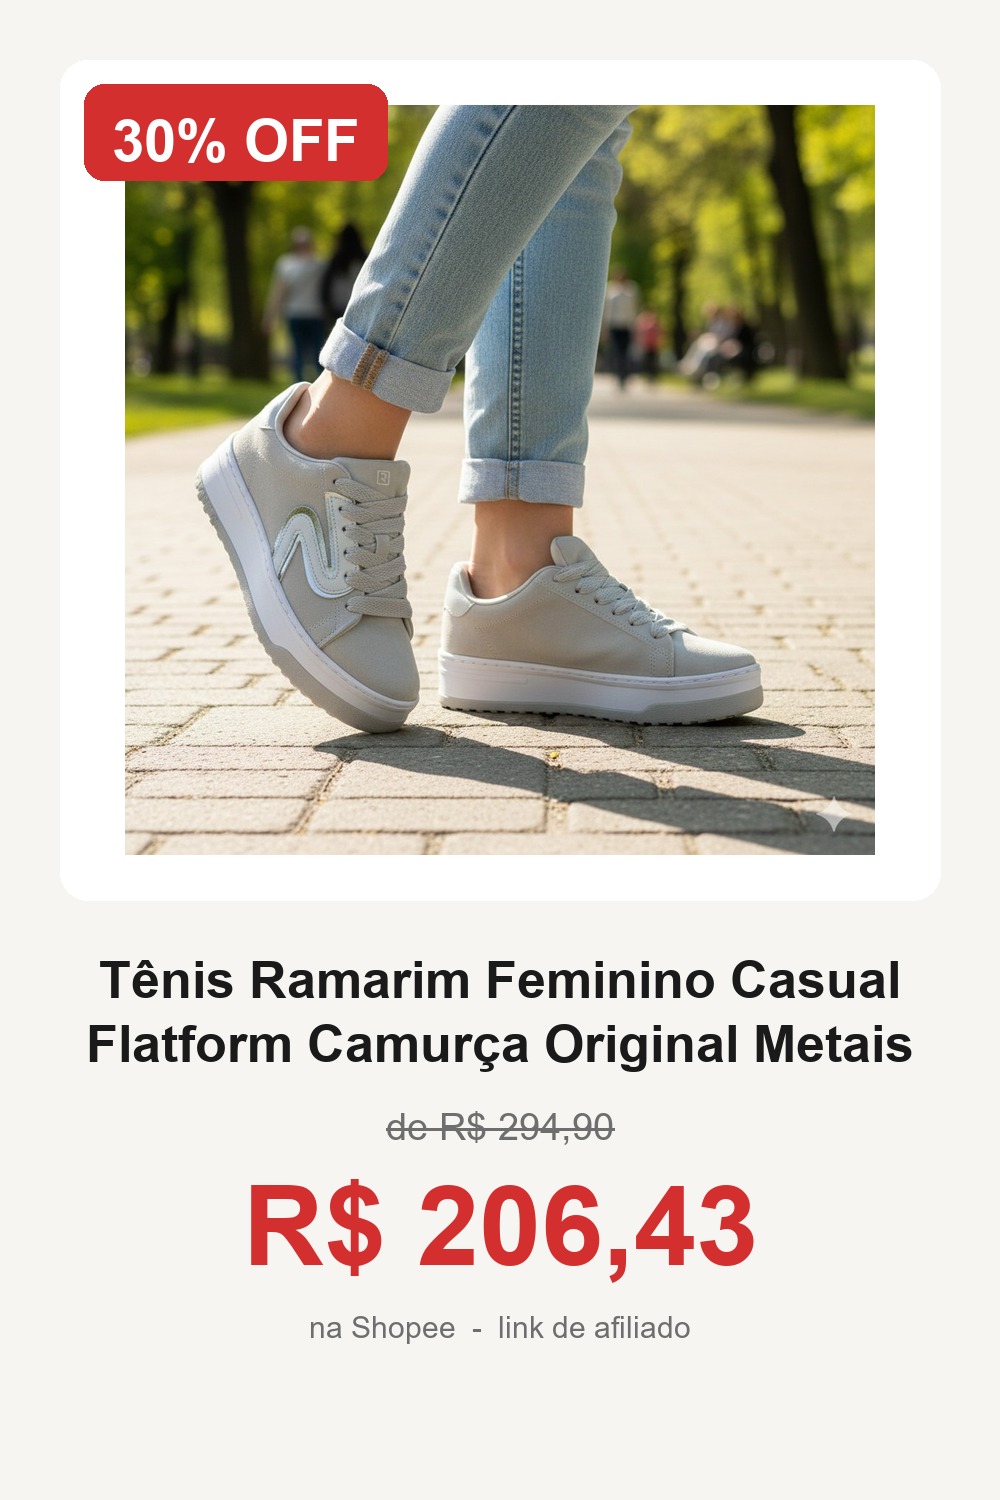 30% OFF
Tênis Ramarim Feminino Casual
Flatform Camurça Original Metais
de R$ 294,90
R$ 206,43
na Shopee - link de afiliado